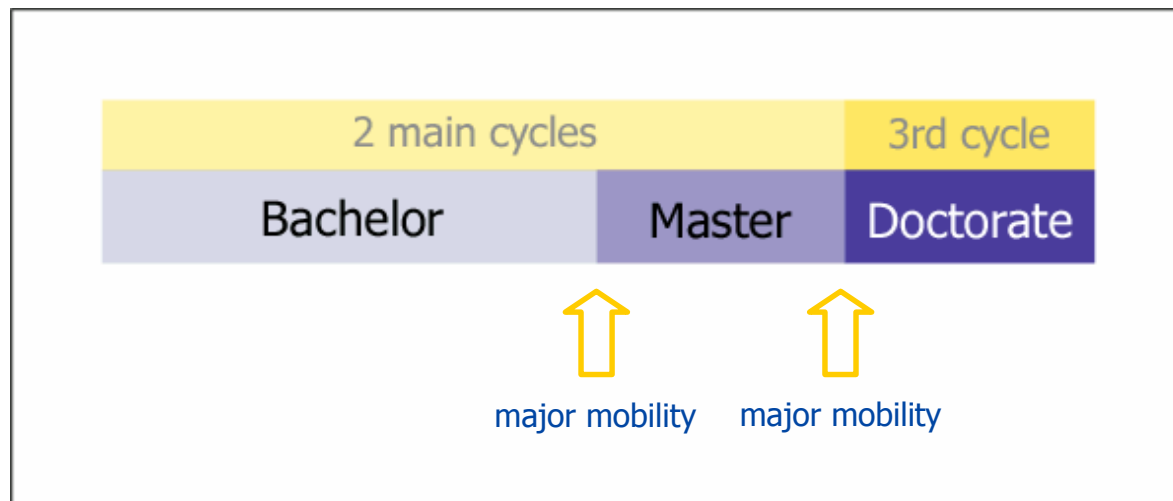 2 main cycles
3rd cycle
Bachelor
Master
Doctorate
major mobility
major mobility